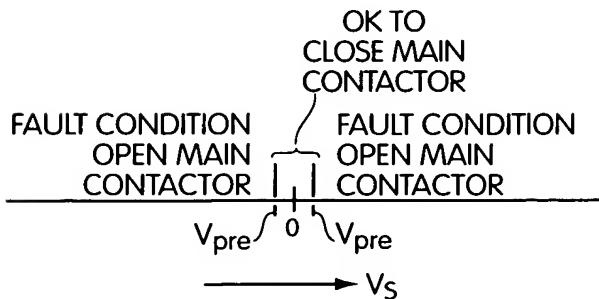 OK TO
CLOSE MAIN
CONTACTOR
FAULT CONDITION
OPEN MAIN
CONTACTOR
FAULT CONDITION
OPEN MAIN
CONTACTOR
Vpre 0 Vpre
VS